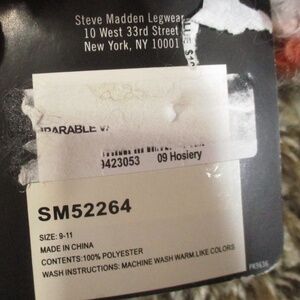 Steve Madden Legwear
10 West 33rd Street
New York, NY 10001
PARABLE V
9423053 09 Hosiery
SM52264
SIZE: 9-11
MADE IN CHINA
CONTENTS:100% POLYESTER
WASH INSTRUCTIONS: MACHINE WASH WARM.LIKE COLORS